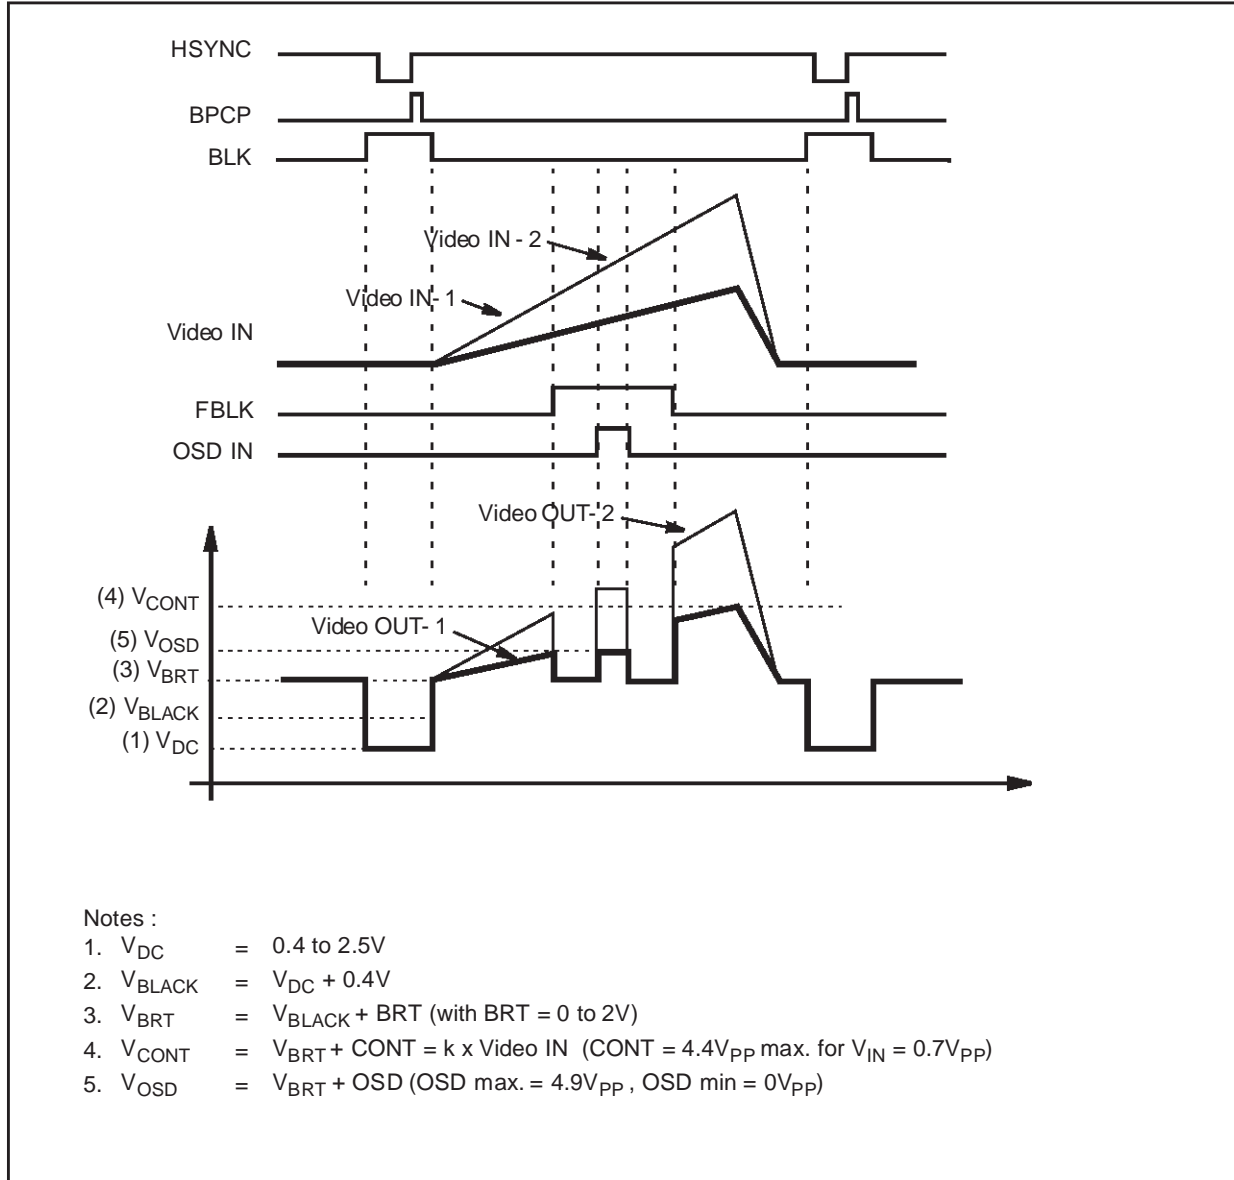 HSYNC
BPCP
BLK
Video IN - 2
Video IN - 1
Video IN
FBLK
OSD IN
Video OUT- 2
(4) VCONT
Video OUT- 1
(5) VOSD
(3) VBRT
(2) VBLACK
(1) VDC
Notes :
1. VDC = 0.4 to 2.5V
2. VBLACK = VDC + 0.4V
3. VBRT = VBLACK + BRT (with BRT = 0 to 2V)
4. VCONT = VBRT + CONT = k x Video IN (CONT = 4.4VPP max. for VIN = 0.7VPP)
5. VOSD = VBRT + OSD (OSD max. = 4.9VPP , OSD min = 0VPP)